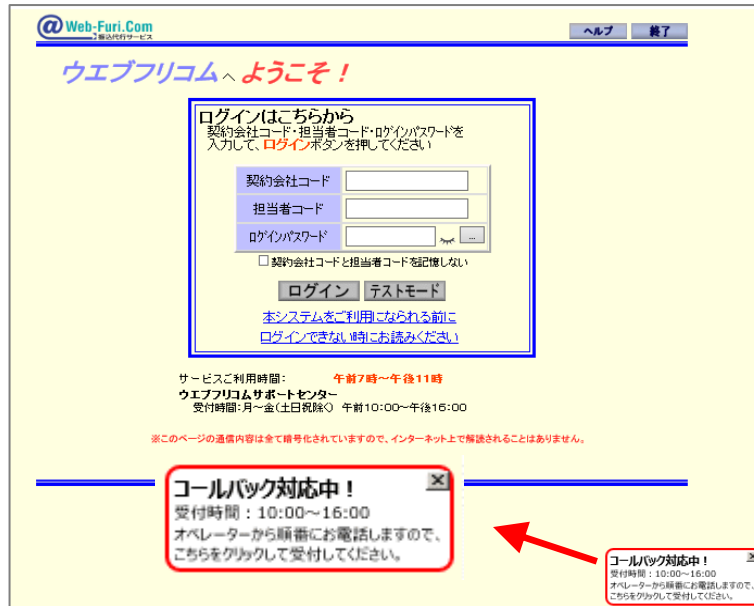 @ Web-Furi.Com
振込代行サービス
ヘルプ 終了
ウエブフリコムへ ようこそ！
ログインはこちらから
契約会社コード・担当者コード・ﾛｸﾞｲﾝﾊﾟｽﾜｰﾄﾞを
入力して、ログインボタンを押してください
契約会社コード
担当者コード
ﾛｸﾞｲﾝﾊﾟｽﾜｰﾄﾞ ...
契約会社コードと担当者コードを記憶しない
ログイン テストモード
本システムをご利用になられる前に
ログインできない時にお読みください
サービスご利用時間： 午前7時～午後11時
ウエブフリコムサポートセンター
受付時間：月～金(土日祝除く) 午前10:00～午後16:00
※このページの通信内容は全て暗号化されていますので、インターネット上で解読されることはありません。
コールバック対応中！
受付時間：10:00～16:00
オペレーターから順番にお電話しますので、
こちらをクリックして受付してください。
コールバック対応中！
受付時間：10:00～16:00
オペレーターから順番にお電話しますので、
こちらをクリックして受付してください。